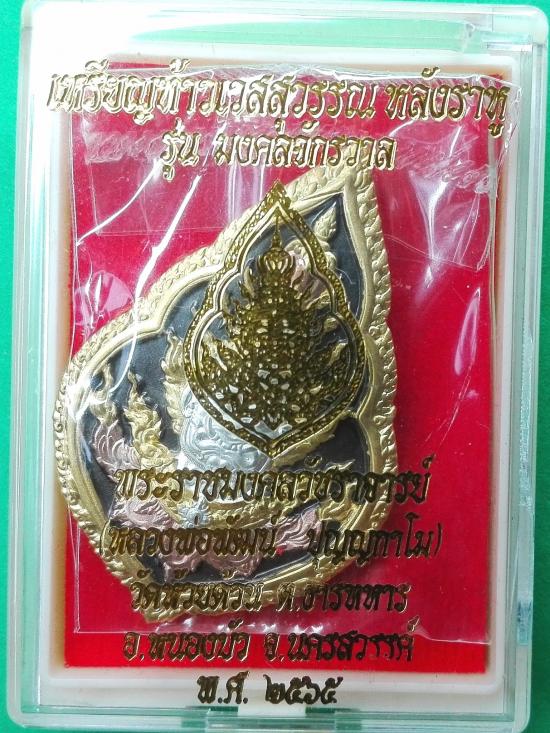 เหรียญท้าวเวสสุวรรณ หลังราหู
รุ่น มงคลจักรวาล
พระราชมงคลวัชราจารย์
(หลวงพ่อพัฒน์ ปุญฺญกาโม)
วัดห้วยด้วน ต.ธารทหาร
อ.หนองบัว จ.นครสวรรค์
พ.ศ. ๒๕๖๕